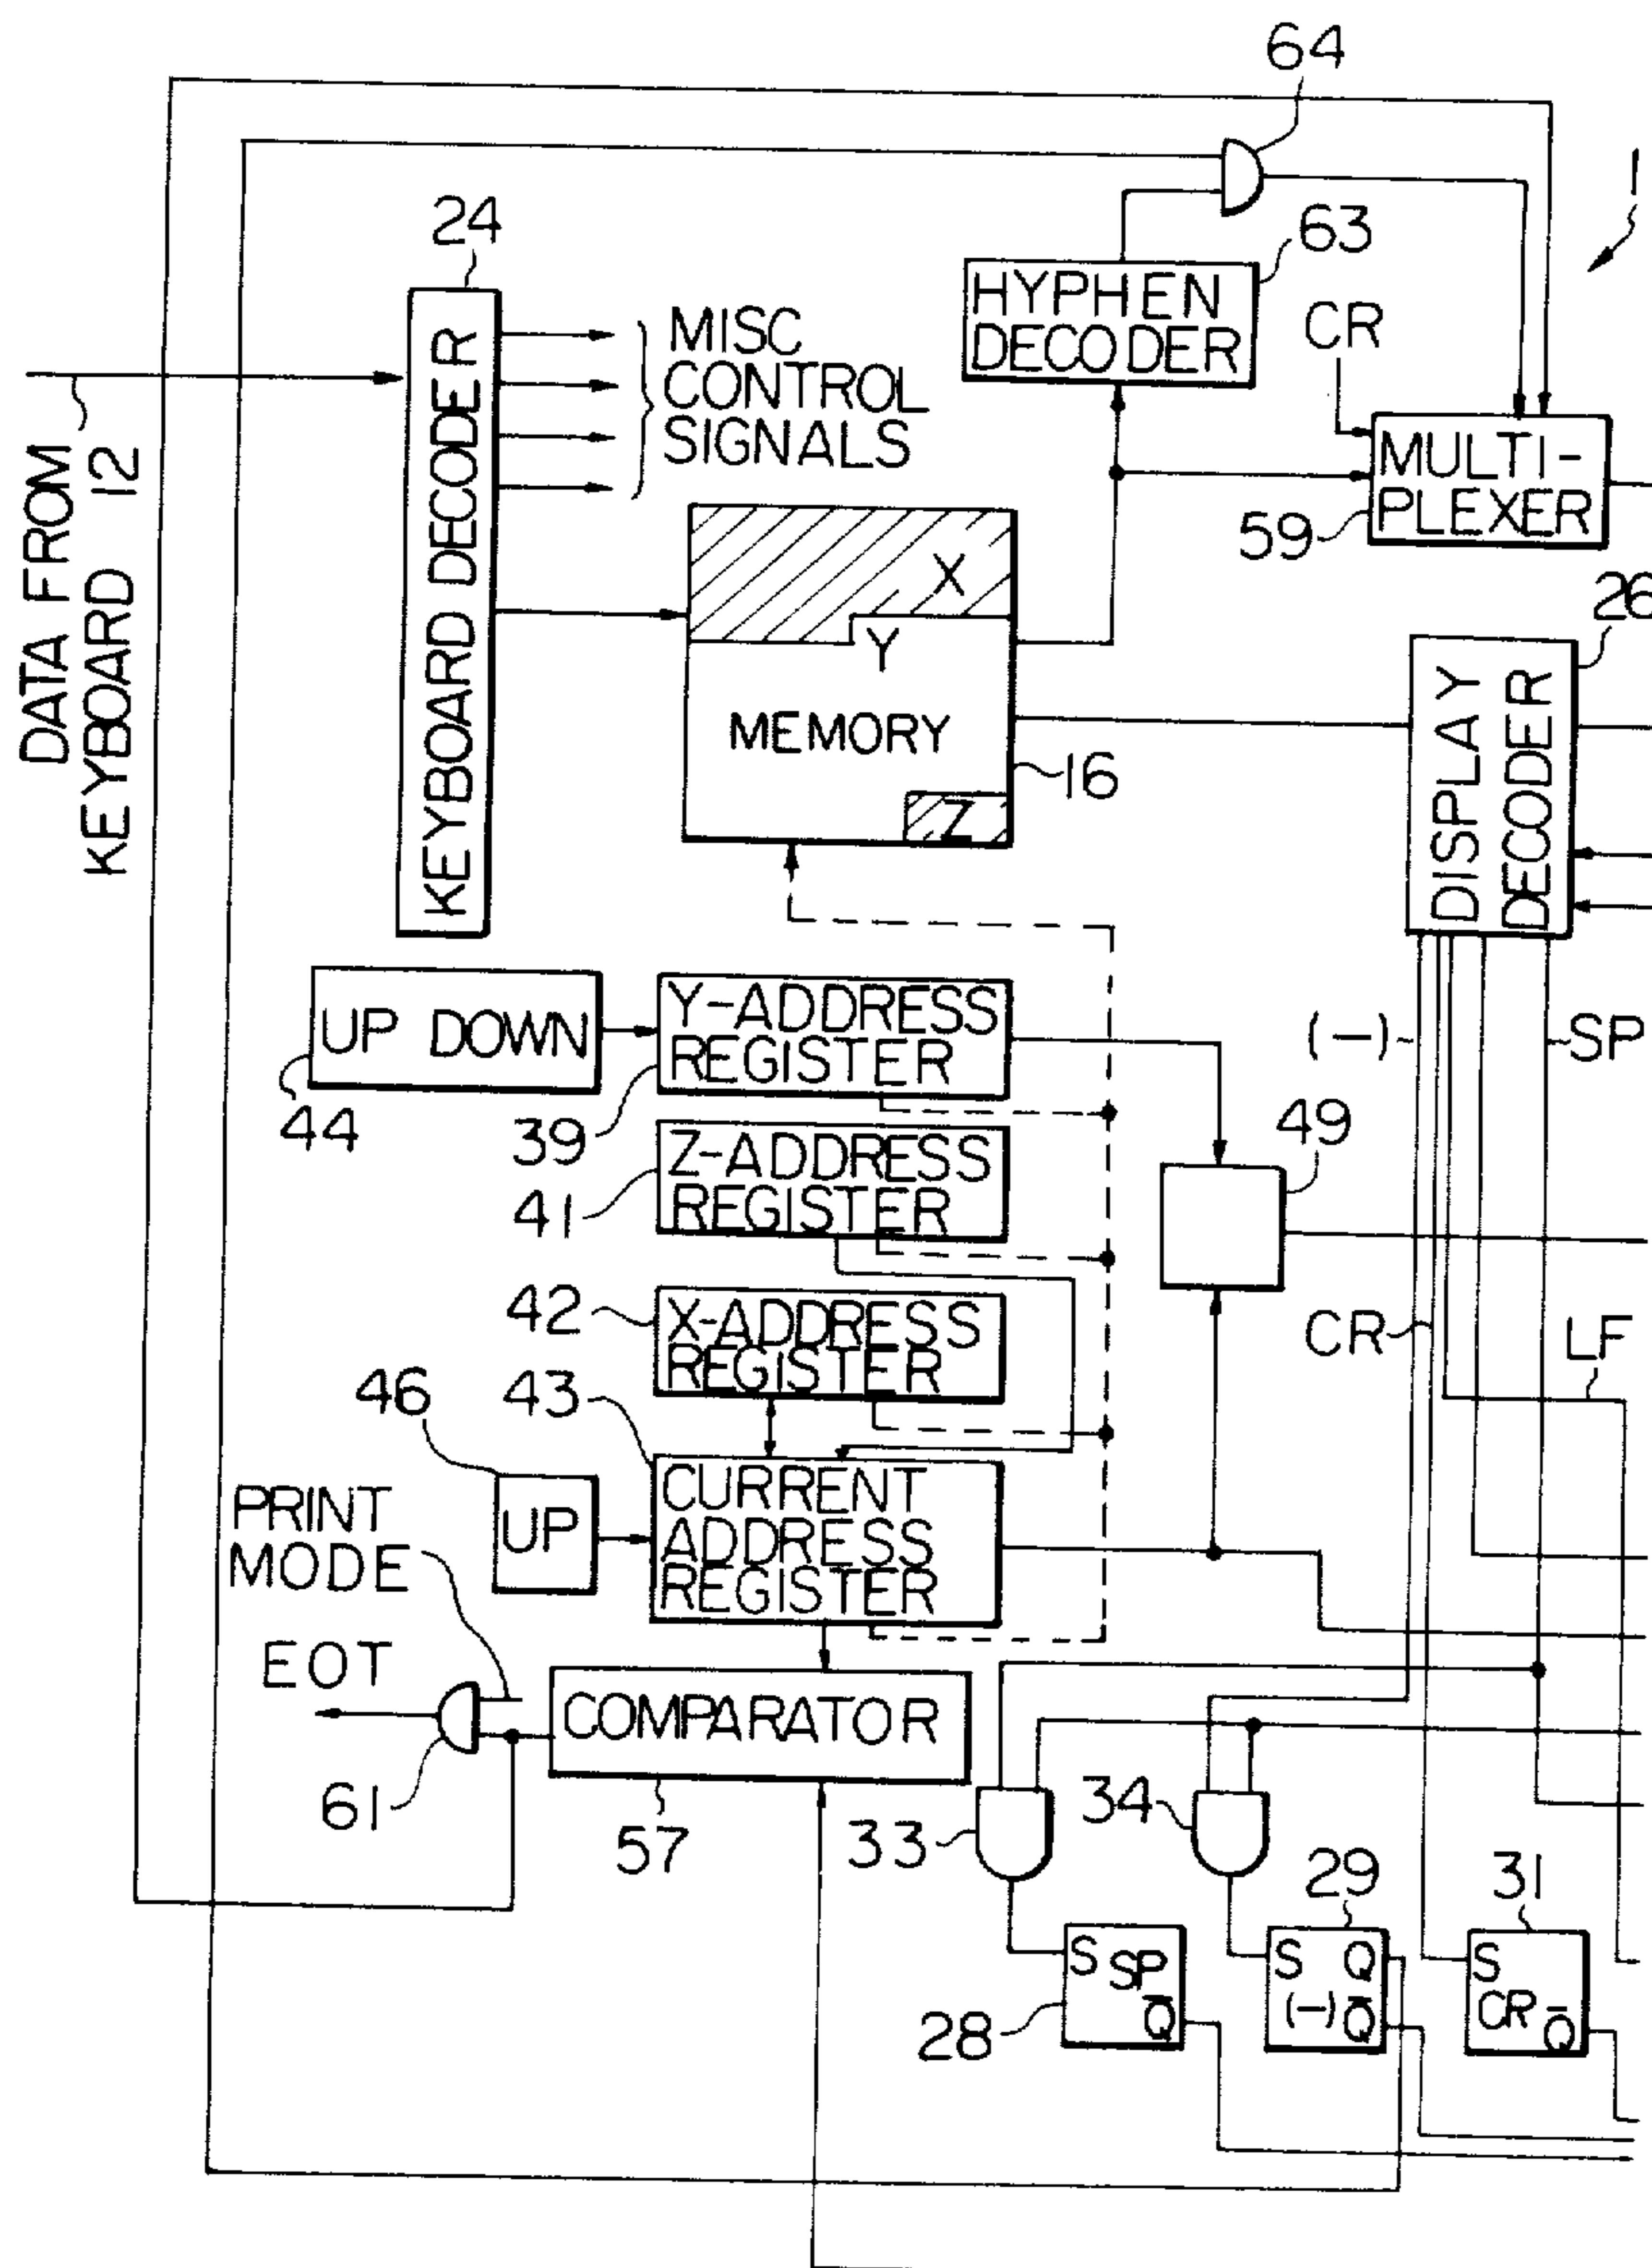 64
24
63
HYPHEN
DECODER
MISC
CONTROL
SIGNALS
CR
KEYBOARD DECODER
MULTI-
PLEXER
59
DATA FROM
KEYBOARD 12
X
Y
MEMORY
16
Z
26
DISPLAY
DECODER
UP DOWN
44
Y-ADDRESS
REGISTER
39
(-)
SP
Z-ADDRESS
REGISTER
41
49
42
X-ADDRESS
REGISTER
CR
LF
46
43
UP
CURRENT
ADDRESS
REGISTER
PRINT
MODE
EOT
COMPARATOR
61
57
33
34
29
31
S SP
Q̄
28
S Q
(-) Q̄
S
CR Q̄